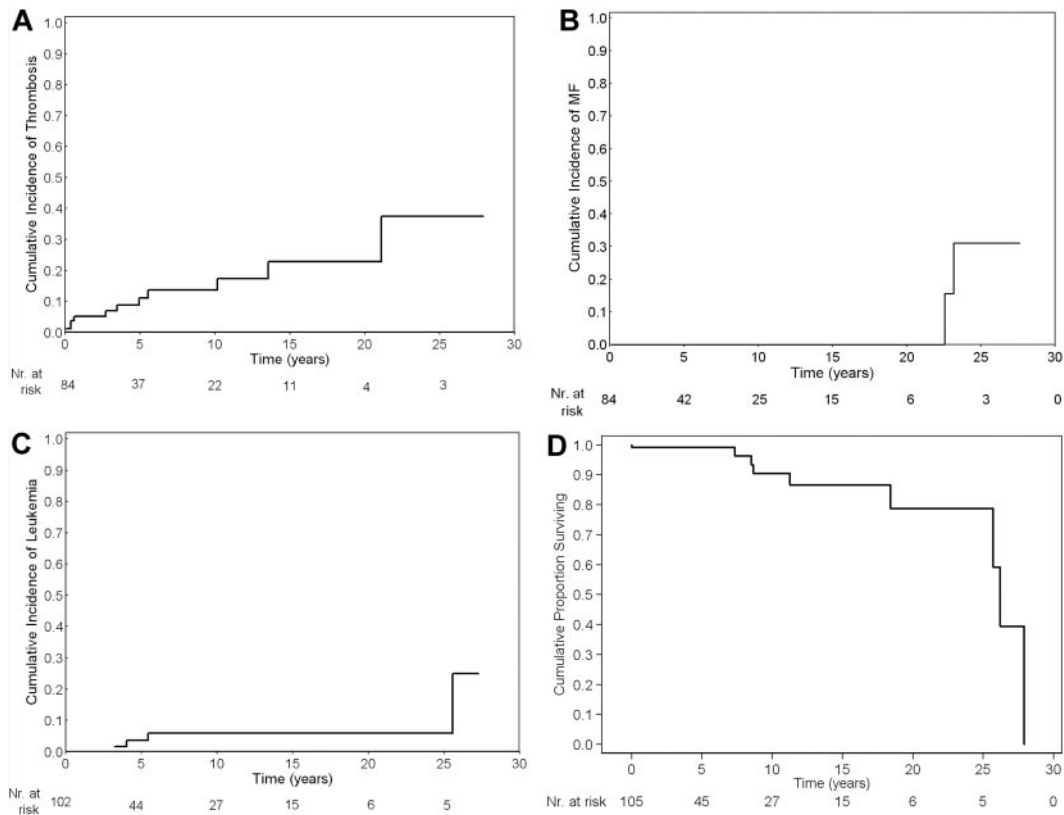 A
Cumulative Incidence of Thrombosis
1.0
0.9
0.8
0.7
0.6
0.5
0.4
0.3
0.2
0.1
0.0
0 5 10 15 20 25 30
Time (years)
Nr. at
risk
84 37 22 11 4 3
B
Cumulative Incidence of MF
1.0
0.9
0.8
0.7
0.6
0.5
0.4
0.3
0.2
0.1
0.0
0 5 10 15 20 25 30
Time (years)
Nr. at
risk
84 42 25 15 6 3 0
C
Cumulative Incidence of Leukemia
1.0
0.9
0.8
0.7
0.6
0.5
0.4
0.3
0.2
0.1
0.0
0 5 10 15 20 25 30
Time (years)
Nr. at
risk
102 44 27 15 6 5
D
Cumulative Proportion Surviving
1.0
0.9
0.8
0.7
0.6
0.5
0.4
0.3
0.2
0.1
0.0
0 5 10 15 20 25 30
Time (years)
Nr. at risk 105 45 27 15 6 5 0